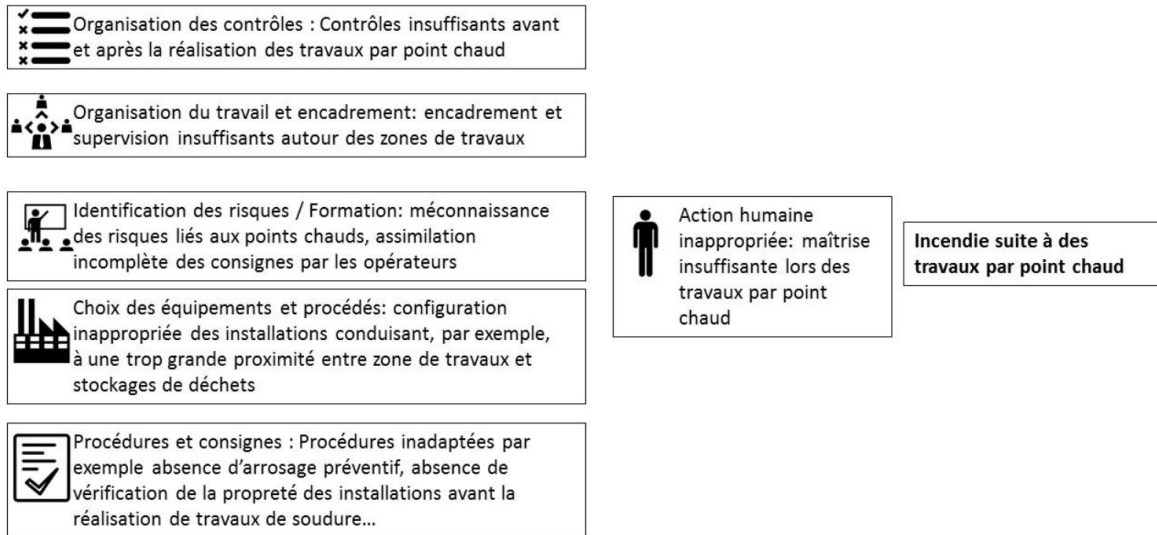 Organisation des contrôles : Contrôles insuffisants avant
et après la réalisation des travaux par point chaud
Organisation du travail et encadrement: encadrement et
supervision insuffisants autour des zones de travaux
Identification des risques / Formation: méconnaissance
des risques liés aux points chauds, assimilation
incomplète des consignes par les opérateurs
Choix des équipements et procédés: configuration
inappropriée des installations conduisant, par exemple,
à une trop grande proximité entre zone de travaux et
stockages de déchets
Procédures et consignes : Procédures inadaptées par
exemple absence d’arrosage préventif, absence de
vérification de la propreté des installations avant la
réalisation de travaux de soudure…
Action humaine
inappropriée: maîtrise
insuffisante lors des
travaux par point
chaud
Incendie suite à des
travaux par point chaud